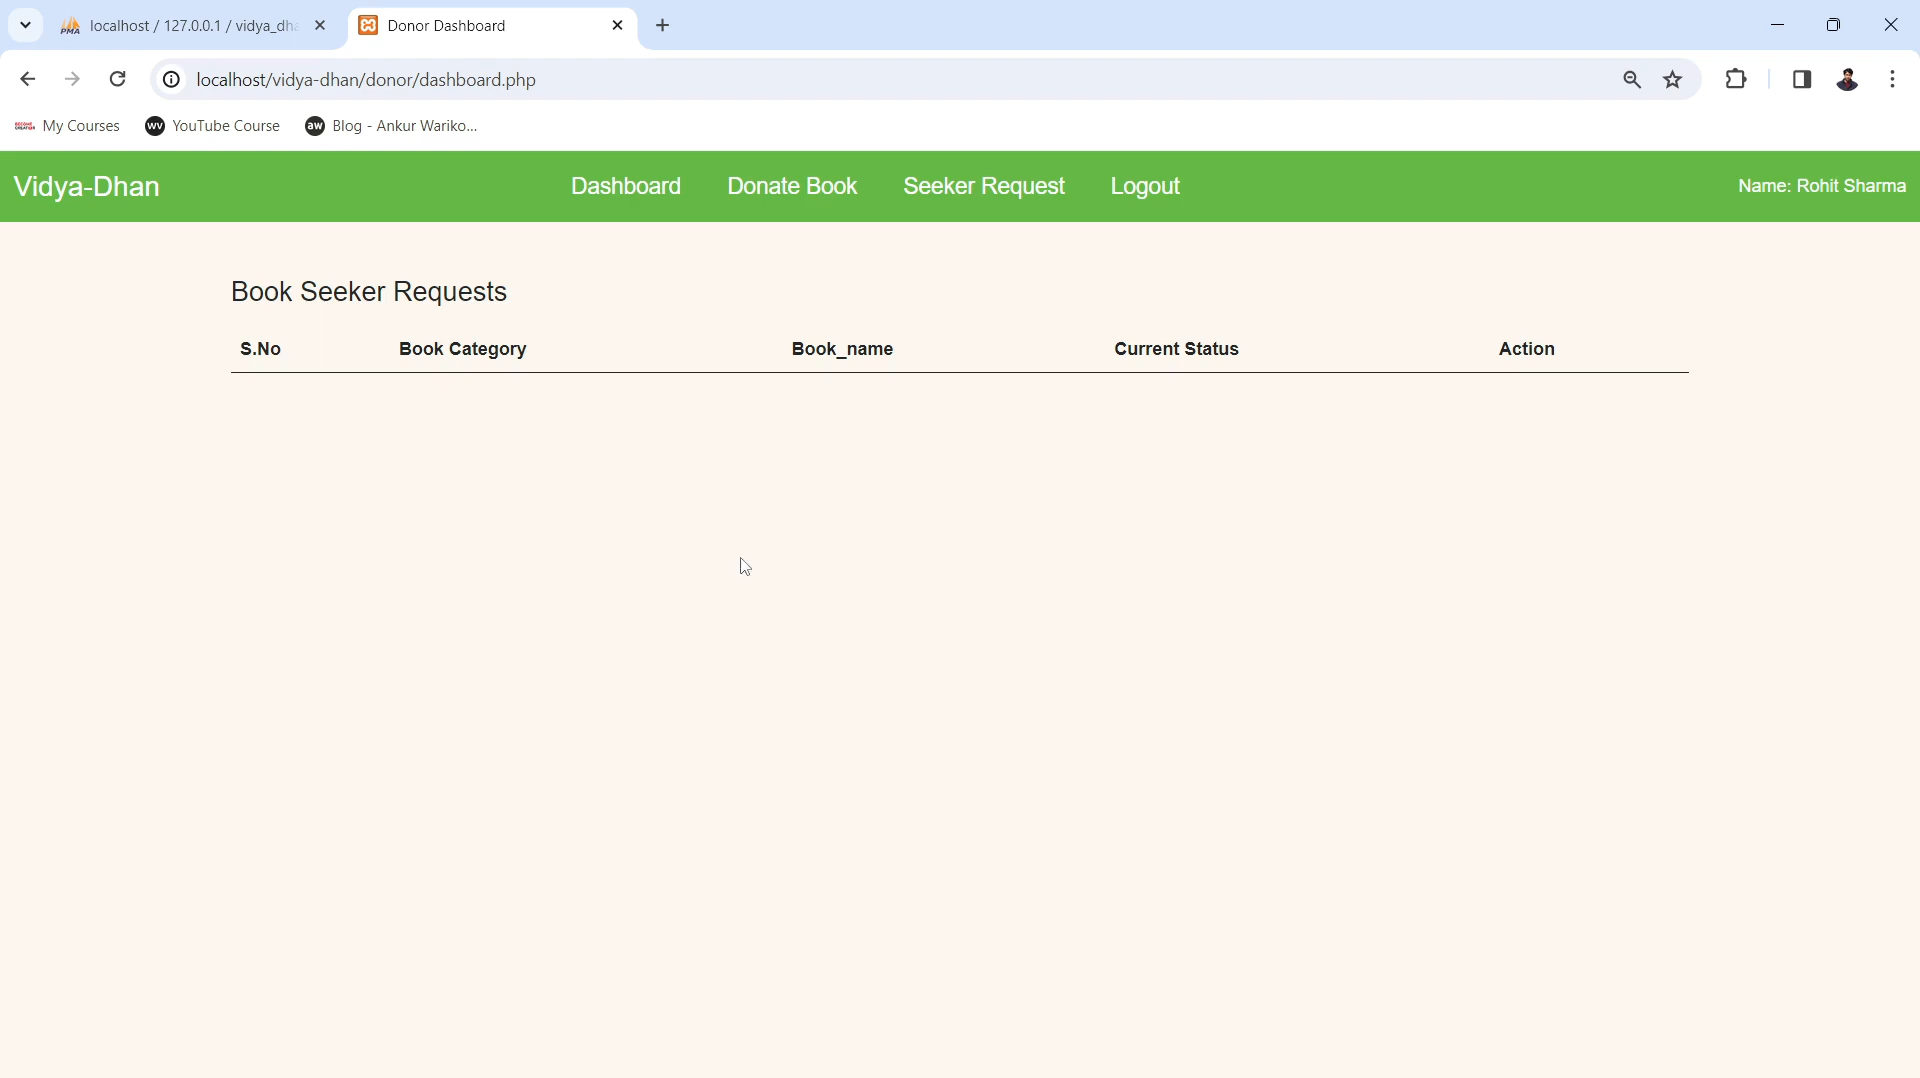 localhost / 127.0.0.1 / vidya_dha
Donor Dashboard
localhost/vidya-dhan/donor/dashboard.php
My Courses
YouTube Course
Blog - Ankur Wariko...
Vidya-Dhan
Dashboard
Donate Book
Seeker Request
Logout
Name: Rohit Sharma
Book Seeker Requests
S.No
Book Category
Book_name
Current Status
Action